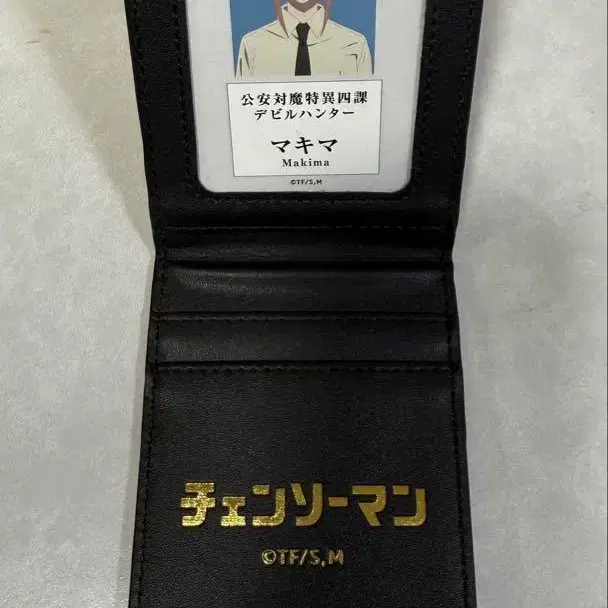 公安対魔特異四課
デビルハンター
マキマ
Makima
©TF/S,M
チェンソーマン
©TF/S,M